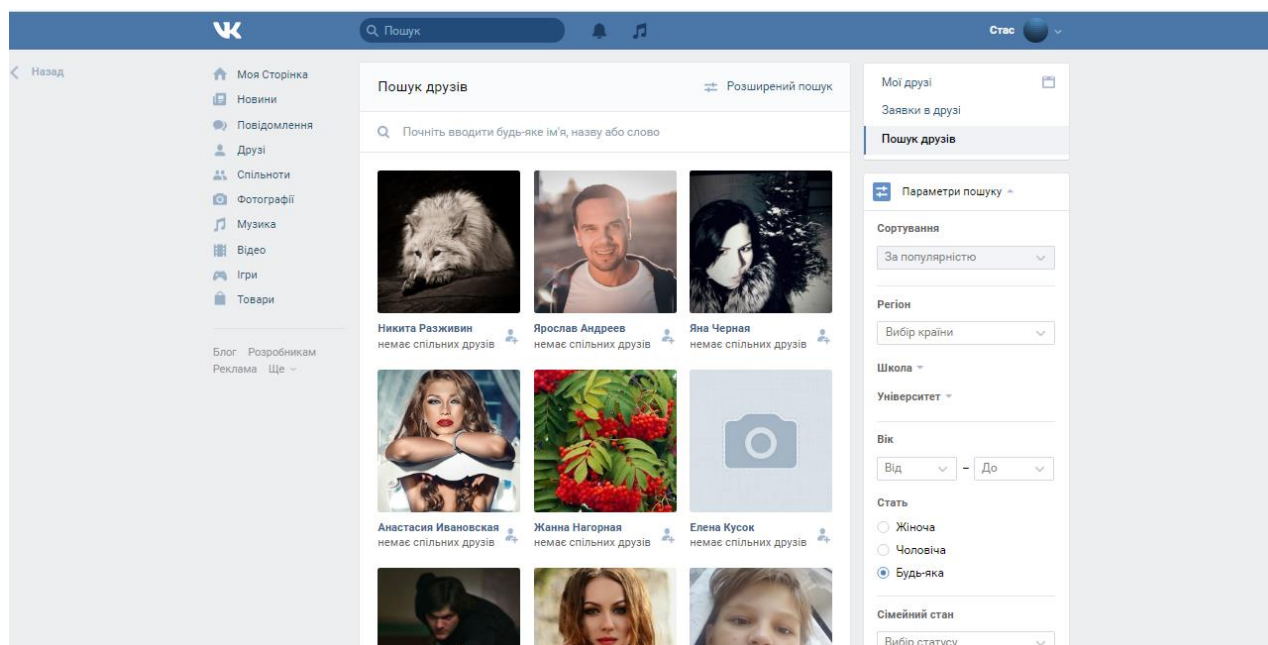 VK
Пошук
Стас
Назад
Моя Сторінка
Новини
Повідомлення
Друзі
Спільноти
Фотографії
Музика
Відео
Ігри
Товари
Блог Розробникам
Реклама Ще
Пошук друзів
Розширений пошук
Почніть вводити будь-яке ім'я, назву або слово
Никита Разживин
немає спільних друзів
Ярослав Андреев
немає спільних друзів
Яна Черная
немає спільних друзів
Анастасия Ивановская
немає спільних друзів
Жанна Нагорная
немає спільних друзів
Елена Кусок
немає спільних друзів
Мої друзі
Заявки в друзі
Пошук друзів
Параметри пошуку
Сортування
За популярністю
Регіон
Вибір країни
Школа
Університет
Вік
Від – До
Стать
Жіноча
Чоловіча
Будь-яка
Сімейний стан
Вибір статусу